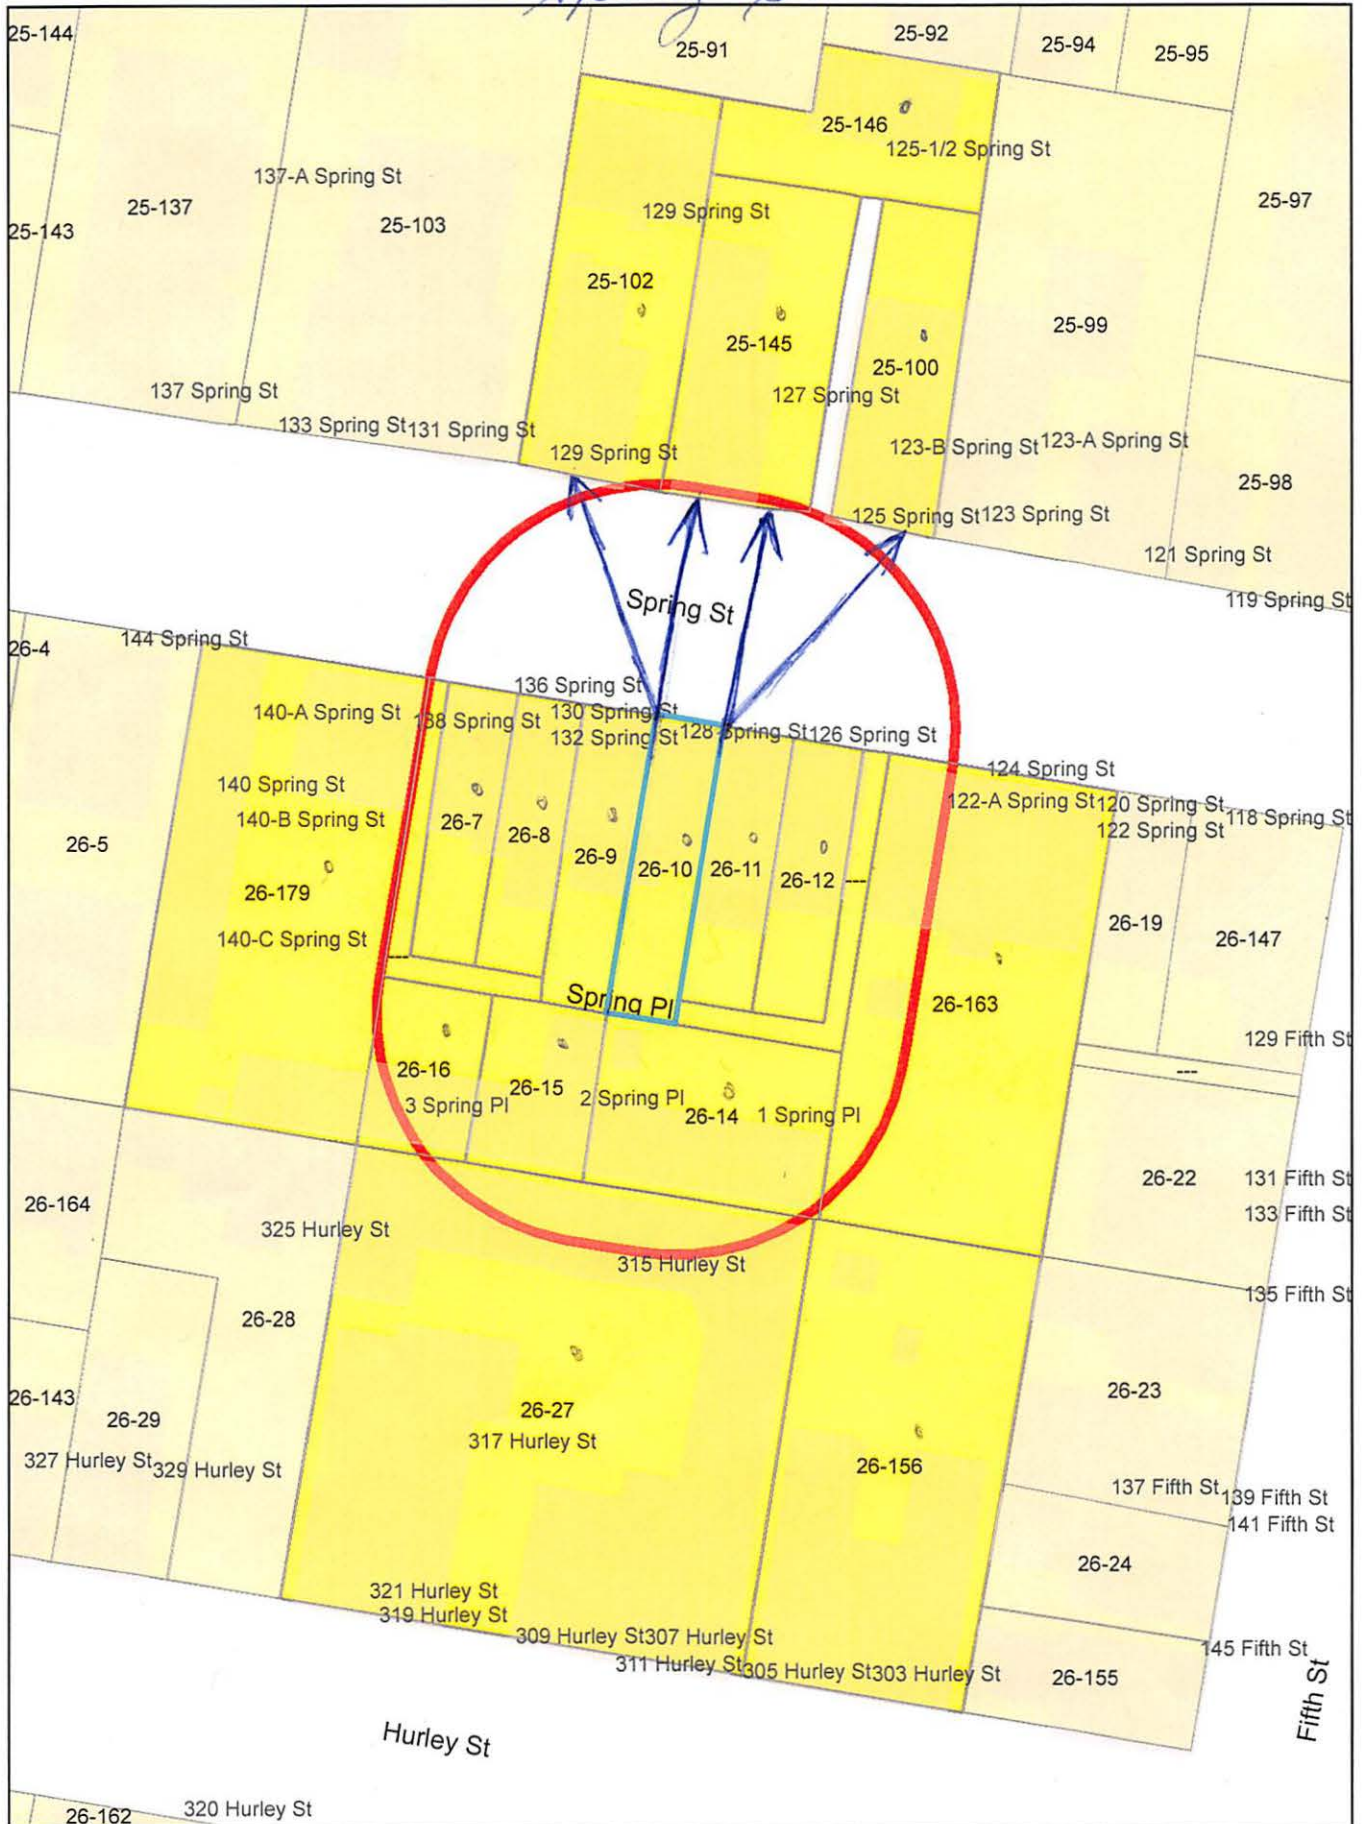 25-144
25-91
25-92
25-94
25-95
25-146
125-1/2 Spring St
137-A Spring St
25-137
25-103
25-143
129 Spring St
25-97
25-102
25-145
25-99
25-100
137 Spring St
127 Spring St
133 Spring St
131 Spring St
129 Spring St
123-B Spring St
123-A Spring St
25-98
125 Spring St
123 Spring St
121 Spring St
119 Spring St
Spring St
26-4
144 Spring St
136 Spring St
140-A Spring St
138 Spring St
130 Spring St
132 Spring St
128 Spring St
126 Spring St
124 Spring St
140 Spring St
122-A Spring St
120 Spring St
118 Spring St
140-B Spring St
122 Spring St
26-5
26-7
26-8
26-9
26-10
26-11
26-12
---
26-179
26-19
26-147
140-C Spring St
---
Spring Pl
26-163
129 Fifth St
26-16
26-15
---
3 Spring Pl
2 Spring Pl
26-14
1 Spring Pl
26-22
131 Fifth St
26-164
133 Fifth St
325 Hurley St
315 Hurley St
135 Fifth St
26-28
26-143
26-29
26-27
26-23
317 Hurley St
327 Hurley St
329 Hurley St
26-156
137 Fifth St
139 Fifth St
141 Fifth St
26-24
321 Hurley St
319 Hurley St
309 Hurley St
307 Hurley St
145 Fifth St
311 Hurley St
305 Hurley St
303 Hurley St
26-155
Fifth St
Hurley St
26-162
320 Hurley St